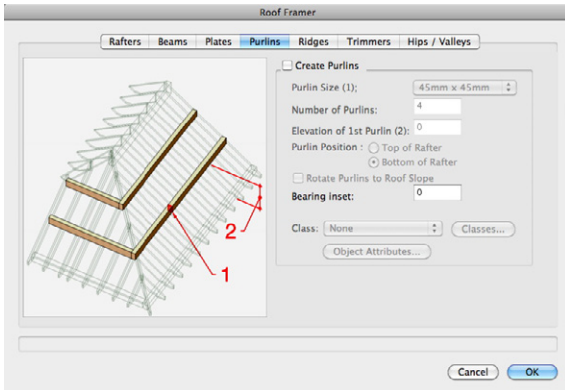 Roof Framer
Rafters Beams Plates Purlins Ridges Trimmers Hips / Valleys
Create Purlins
Purlin Size (1); 45mm x 45mm
Number of Purlins: 4
Elevation of 1st Purlin (2): 0
Purlin Position : Top of Rafter
Bottom of Rafter
Rotate Purlins to Roof Slope
Bearing inset: 0
Class: None Classes...
Object Attributes...
2
1
Cancel OK